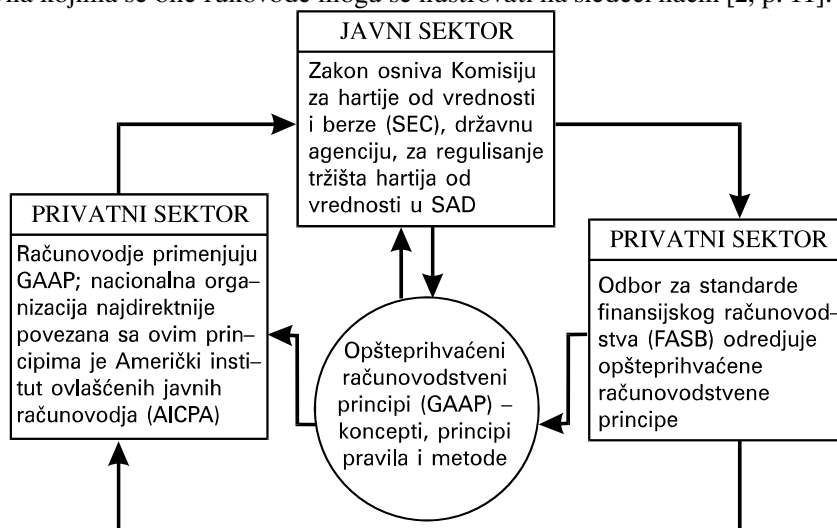 kojima se one rukovode mogu se ilustrovati na sledeći način [2, p. 11]:
JAVNI SEKTOR
Zakon osniva Komisiju
za hartije od vrednosti
i berze (SEC), državnu
agenciju, za regulisanje
tržišta hartija od
vrednosti u SAD
PRIVATNI SEKTOR
Računovodje primenjuju
GAAP; nacionalna orga–
nizacija najdirektnije
povezana sa ovim prin–
cipima je Američki insti–
tut ovlašćenih javnih
računovodja (AICPA)
Opšteprihvaćeni
računovodstveni
principi (GAAP) –
koncepti, principi
pravila i metode
PRIVATNI SEKTOR
Odbor za standarde
finansijskog računovod–
stva (FASB) odredjuje
opšteprihvaćene
računovodstvene
principe